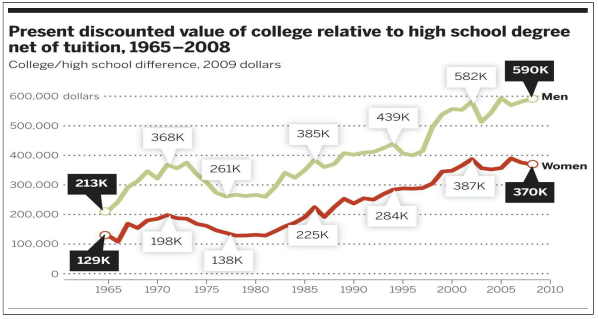 Present discounted value of college relative to high school degree
net of tuition, 1965–2008
College/high school difference, 2009 dollars
590K
582K
600,000 dollars
Men
439K
500,000
385K
368K
400,000
261K
Women
300,000
213K
387K
370K
200,000
284K
225K
198K
100,000
138K
129K
0
1965 1970 1975 1980 1985 1990 1995 2000 2005 2010